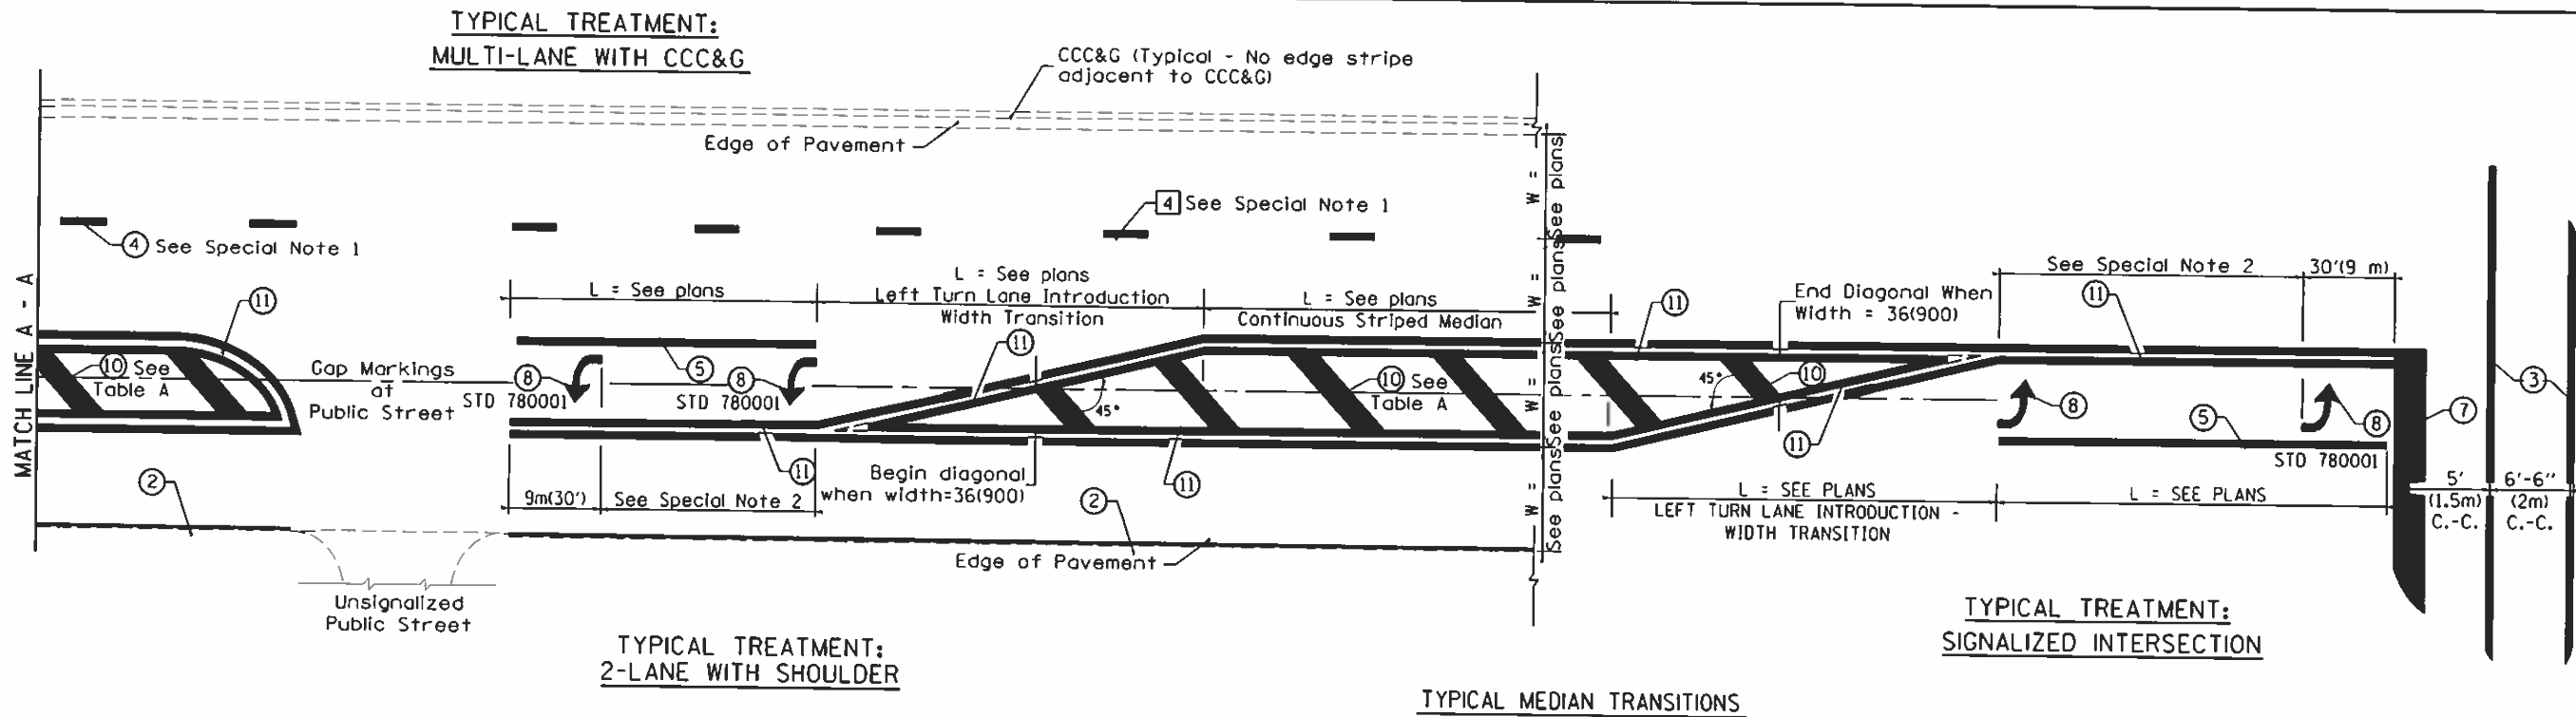 TYPICAL TREATMENT:
MULTI-LANE WITH CCC&G
CCC&G (Typical - No edge stripe
adjacent to CCC&G)
Edge of Pavement
4 See Special Note 1
4 See Special Note 1
MATCH LINE A - A
11
10 See
Table A
Gap Markings
at
Public Street
L = See plans
L = See plans
Left Turn Lane Introduction
Width Transition
L = See plans
Continuous Striped Median
11
End Diagonal When
Width = 36(900)
See Special Note 2
30'(9 m)
11
11
8
STD 780001
5
8
STD 780001
45°
10 See
Table A
45°
10
8
8
5
STD 780001
7
3
W = See plans
W = See plans
W = See plans
W = See plans
2
9m(30')
See Special Note 2
11
Begin diagonal
when width=36(900)
11
2
11
L = SEE PLANS
LEFT TURN LANE INTRODUCTION -
WIDTH TRANSITION
L = SEE PLANS
5'
(1.5m)
C.-C.
6'-6"
(2m)
C.-C.
Edge of Pavement
Unsignalized
Public Street
TYPICAL TREATMENT:
2-LANE WITH SHOULDER
TYPICAL TREATMENT:
SIGNALIZED INTERSECTION
TYPICAL MEDIAN TRANSITIONS